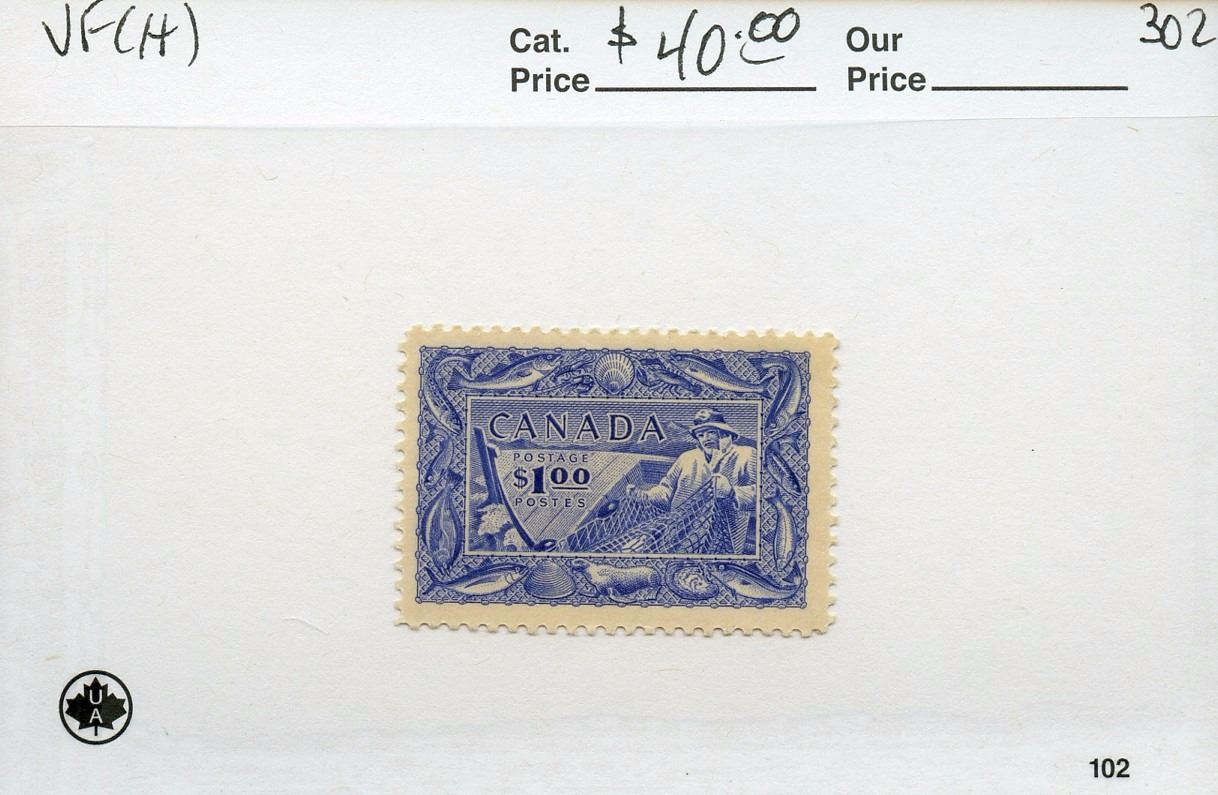 VF(H)
Cat. Price $40.00
Our Price
302
CANADA
POSTAGE
$1.00
POSTES
UA
102